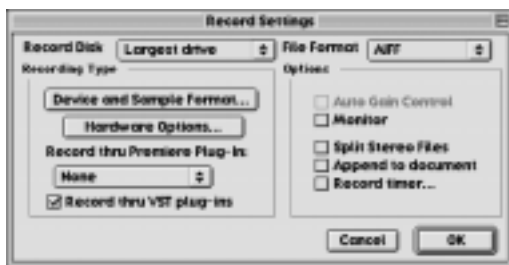 Record Settings
Record Disk Largest drive File Format AIFF
Recording Type
Device and Sample Format...
Hardware Options...
Record thru Premiere Plug-In:
None
Record thru VST plug-ins
Options
Auto Gain Control
Monitor
Split Stereo Files
Append to document
Record timer...
Cancel OK